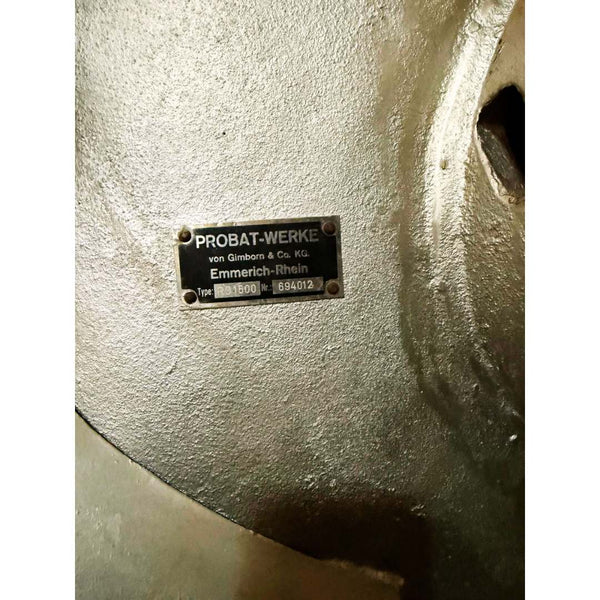 PROBAT-WERKE
von Gimborn & Co. KG.
Emmerich-Rhein
Type: Nr.: 694012